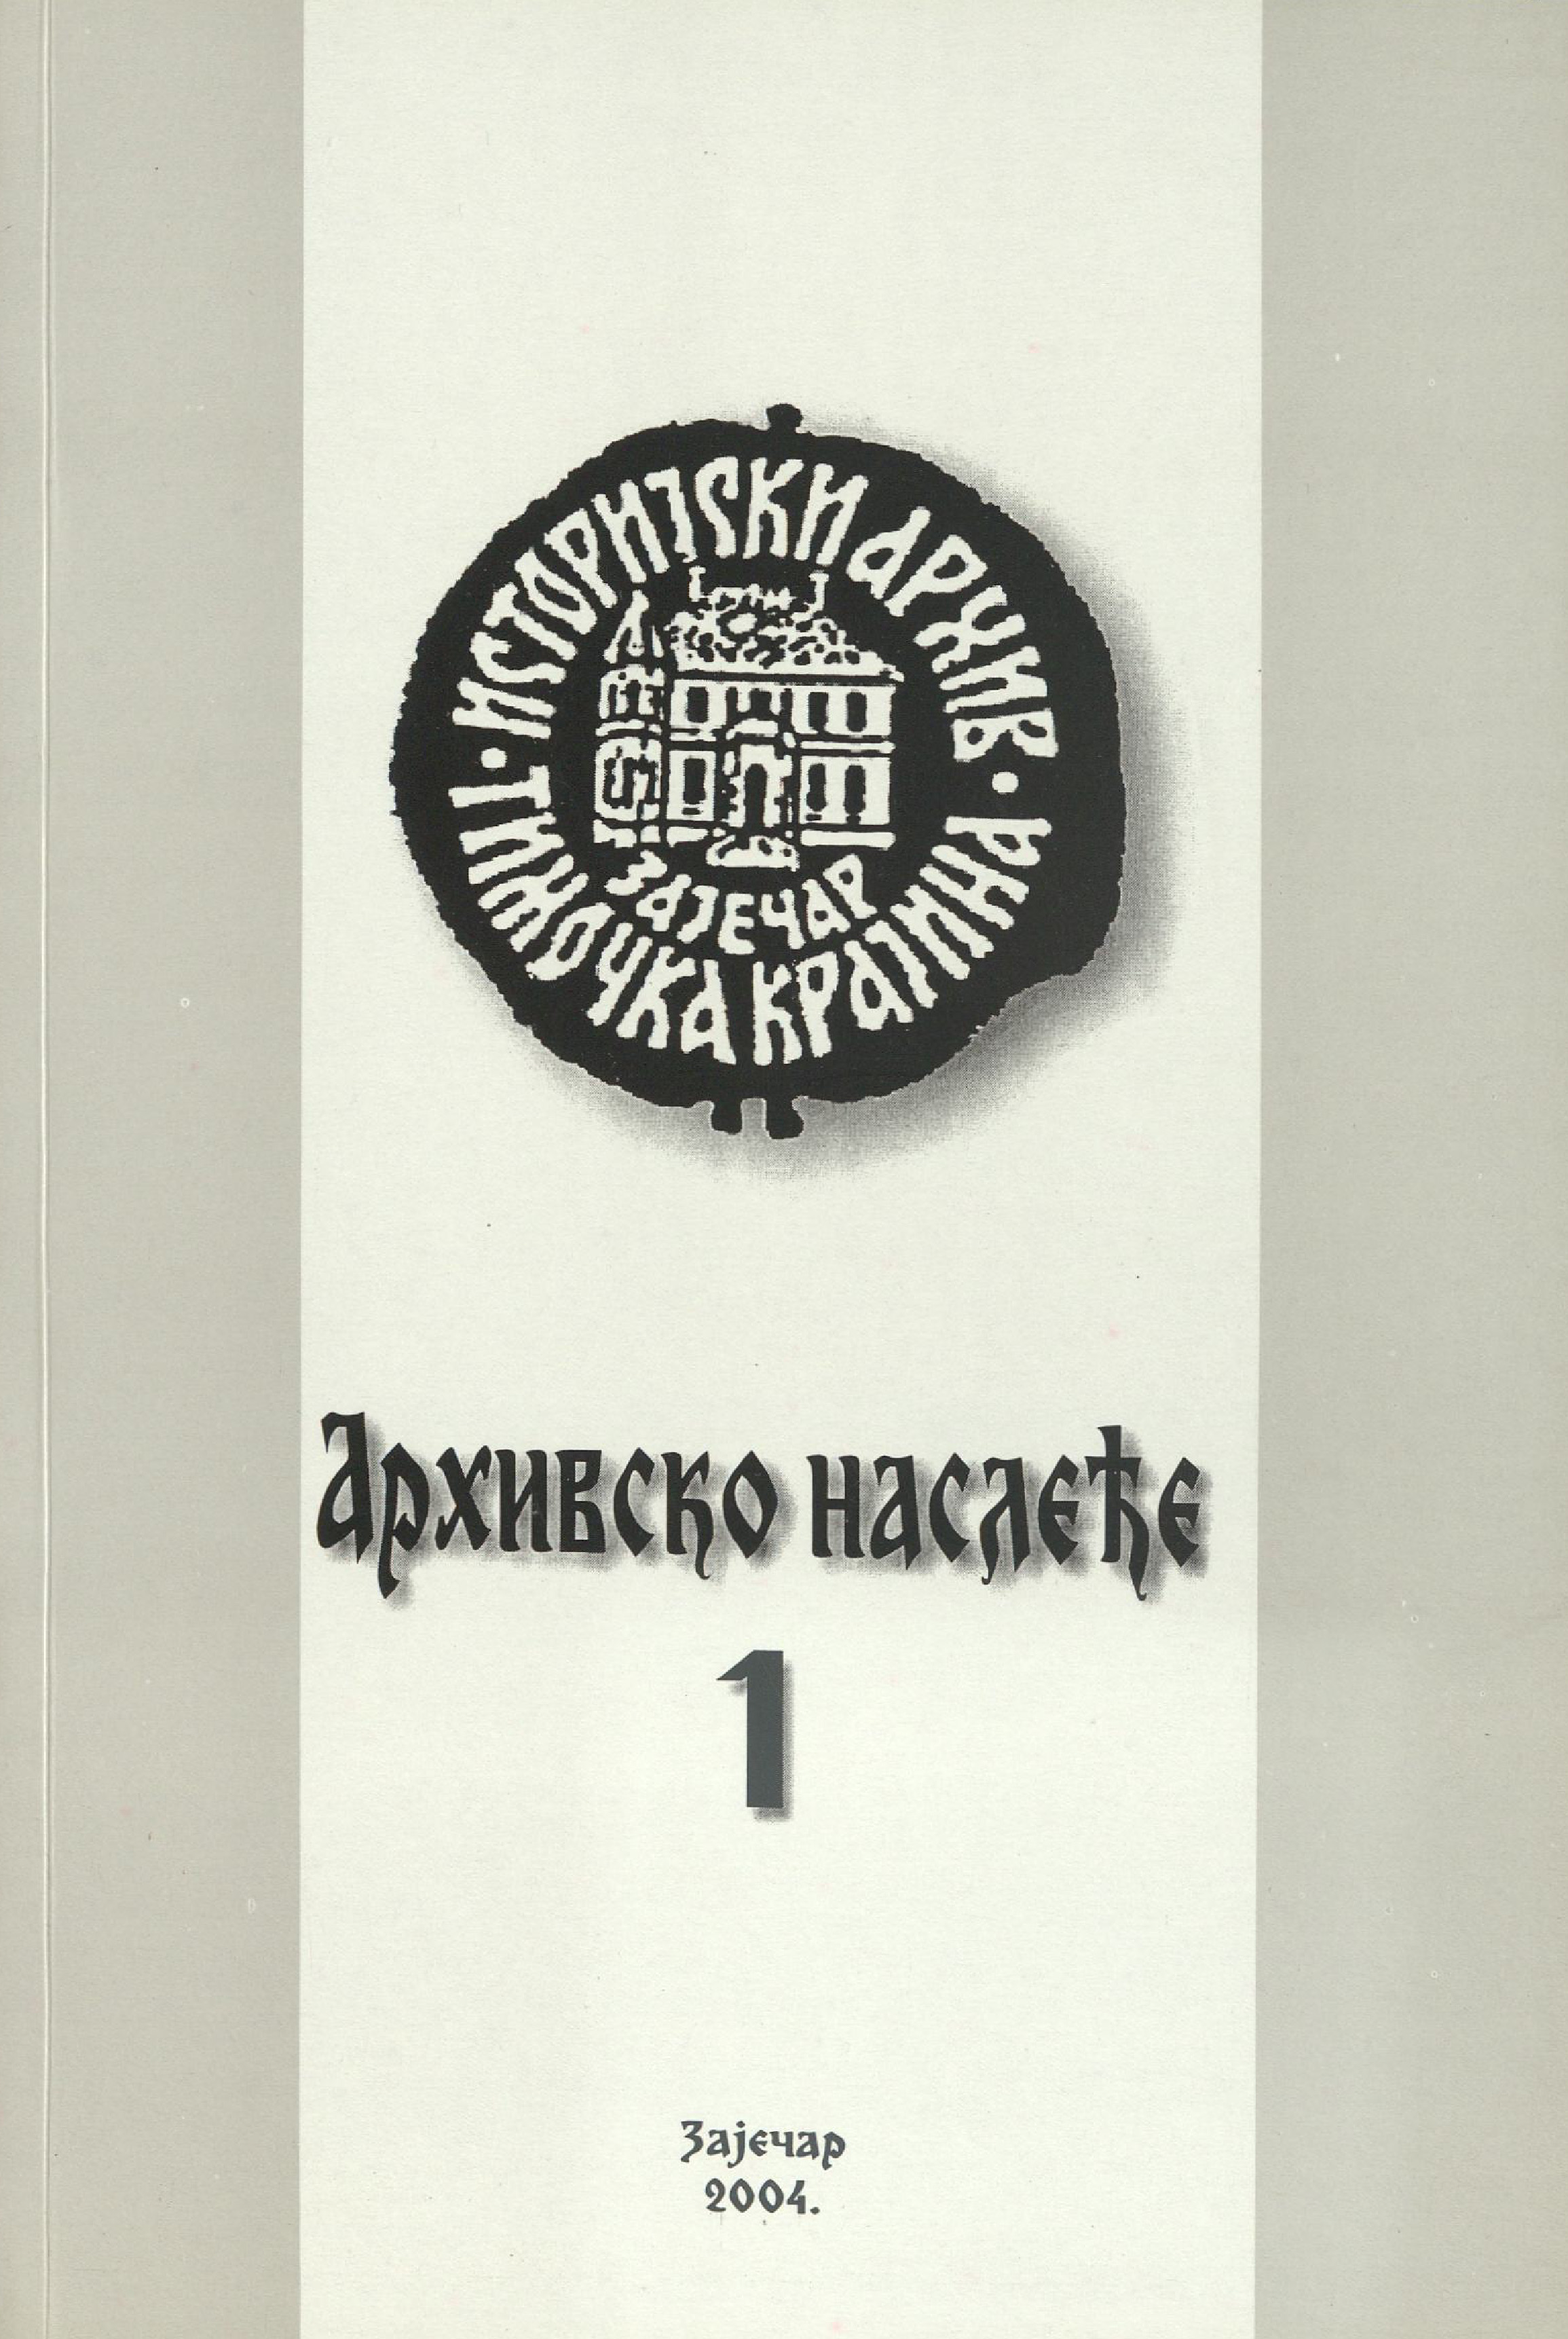 ИСТОРИЈСКИ АРХИВ
ТИМОЧКА КРАЈИНА
ЗАЈЕЧАР
Архивско наслеђе
1
Зајечар
2004.